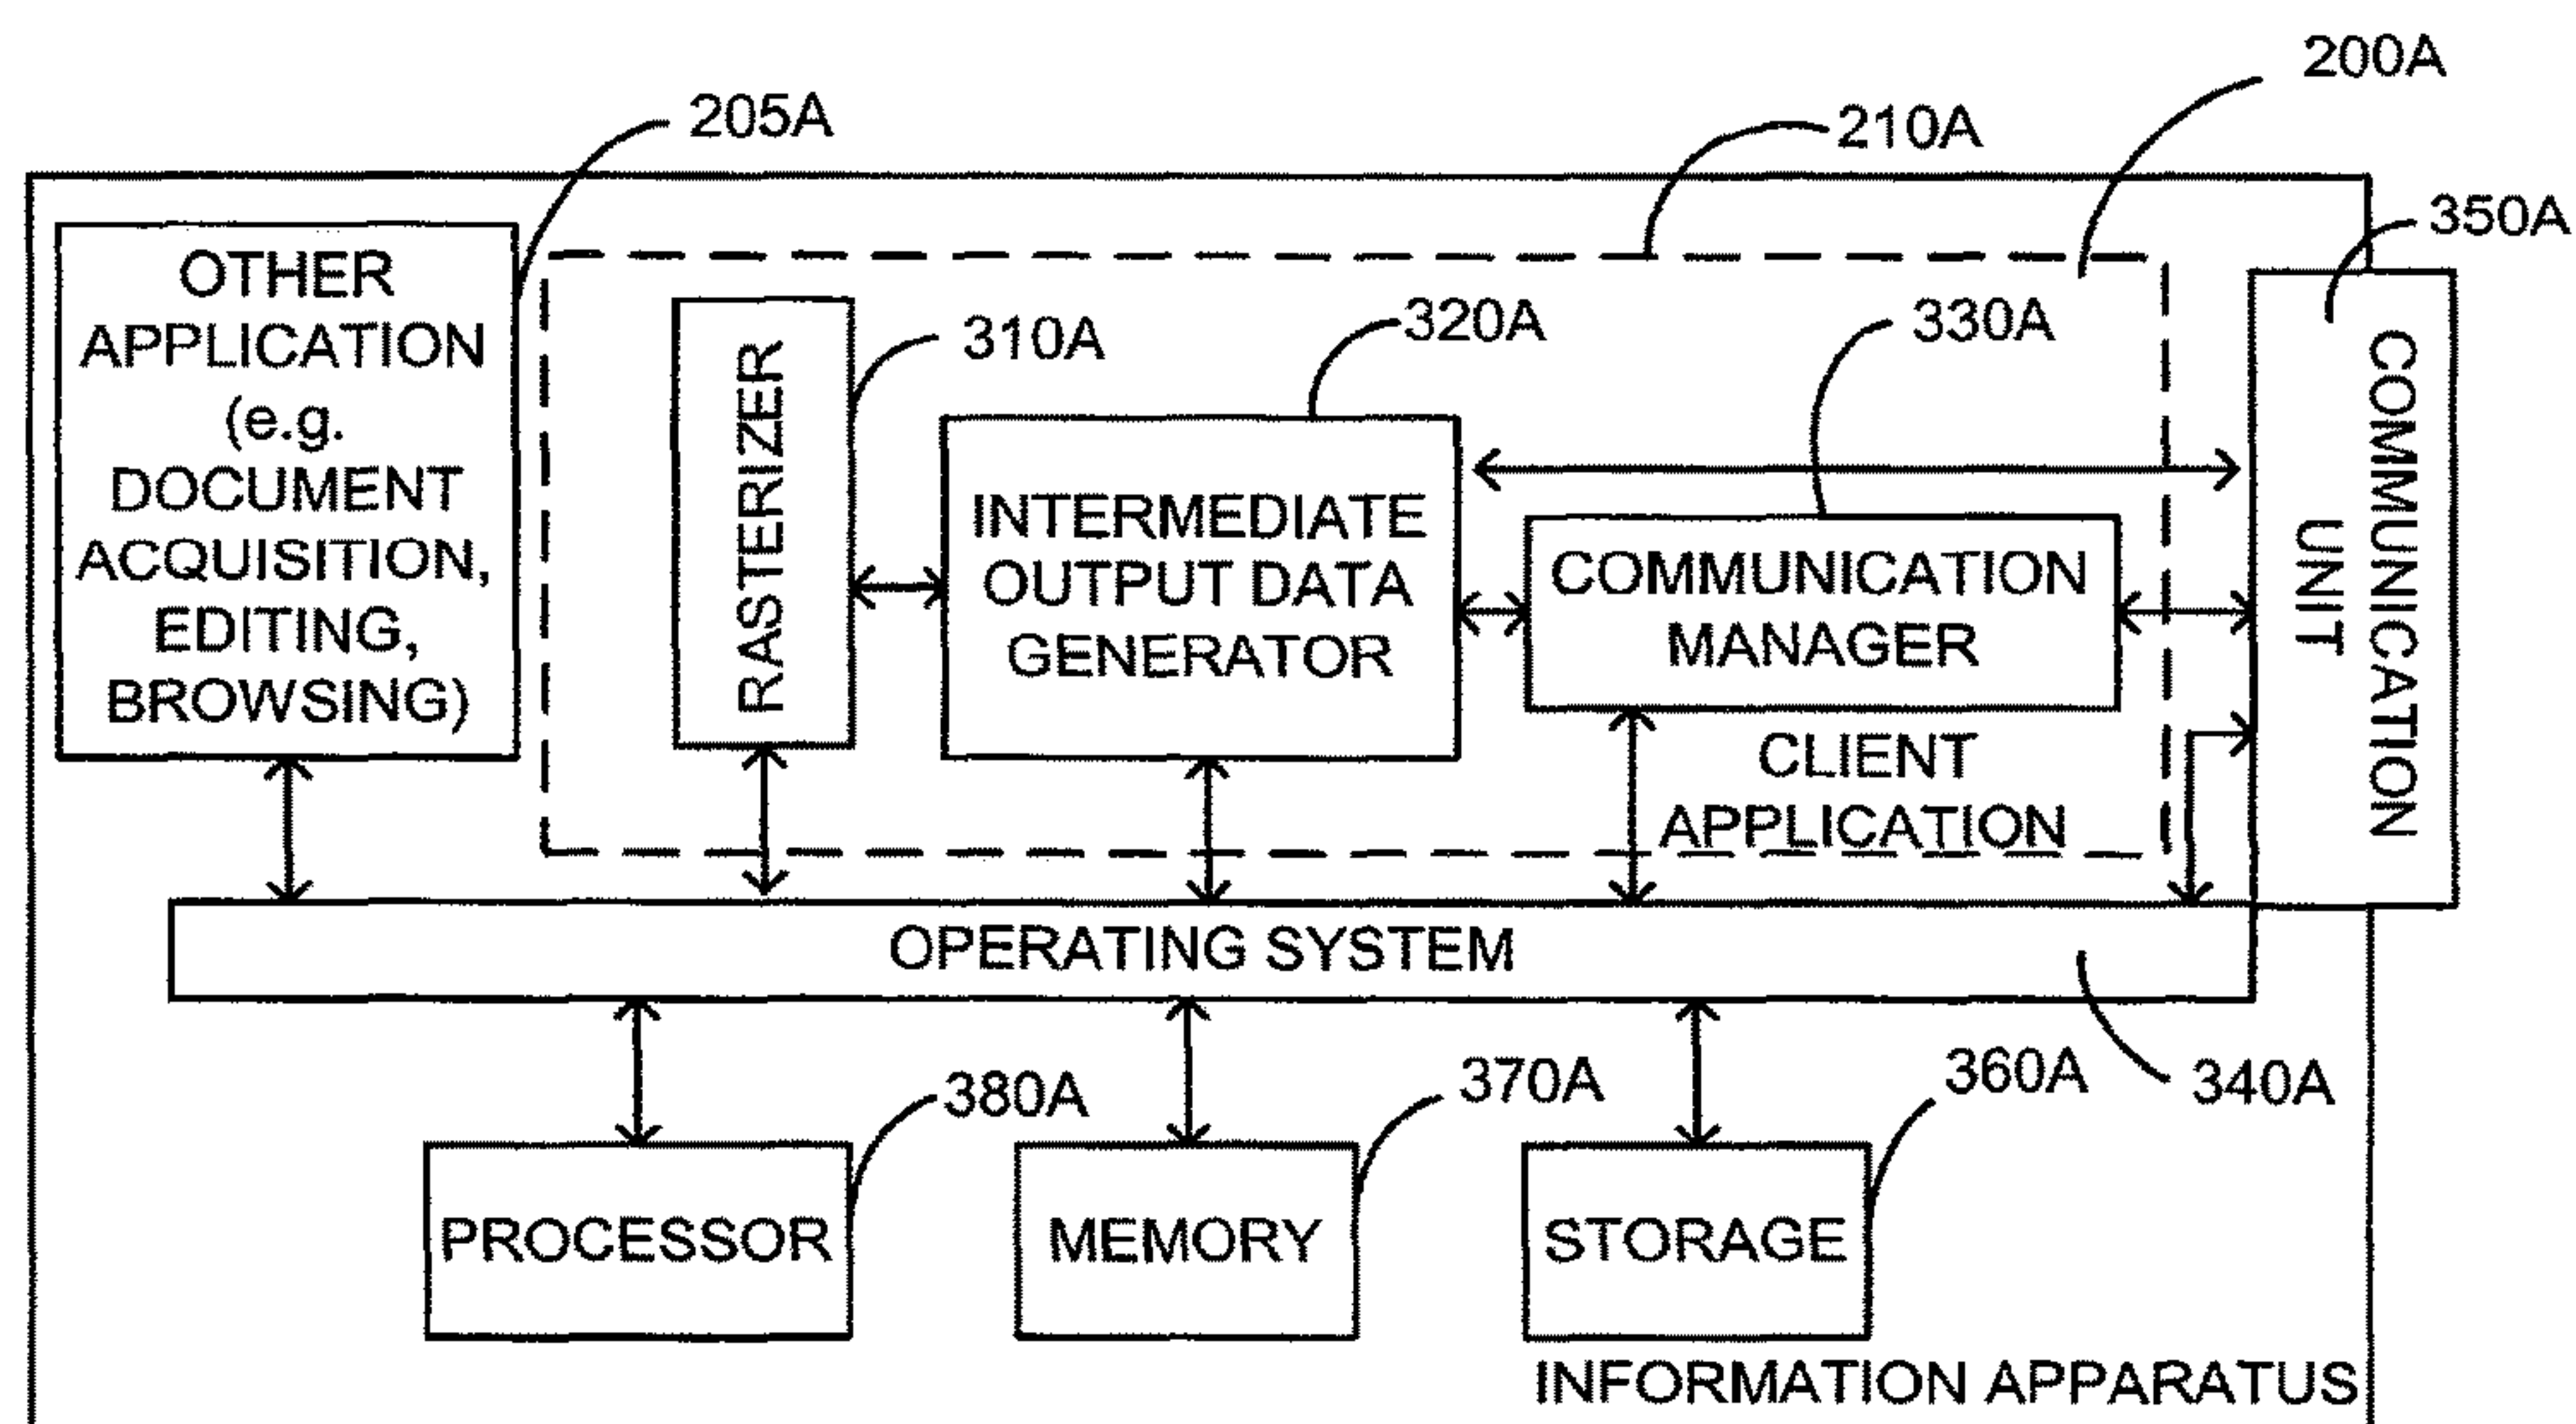 200A
205A
210A
350A
OTHER
APPLICATION
(e.g.
DOCUMENT
ACQUISITION,
EDITING,
BROWSING)
RASTERIZER
310A
320A
330A
INTERMEDIATE
OUTPUT DATA
GENERATOR
COMMUNICATION
MANAGER
CLIENT
APPLICATION
COMMUNICATION
UNIT
OPERATING SYSTEM
380A
370A
360A
340A
PROCESSOR
MEMORY
STORAGE
INFORMATION APPARATUS